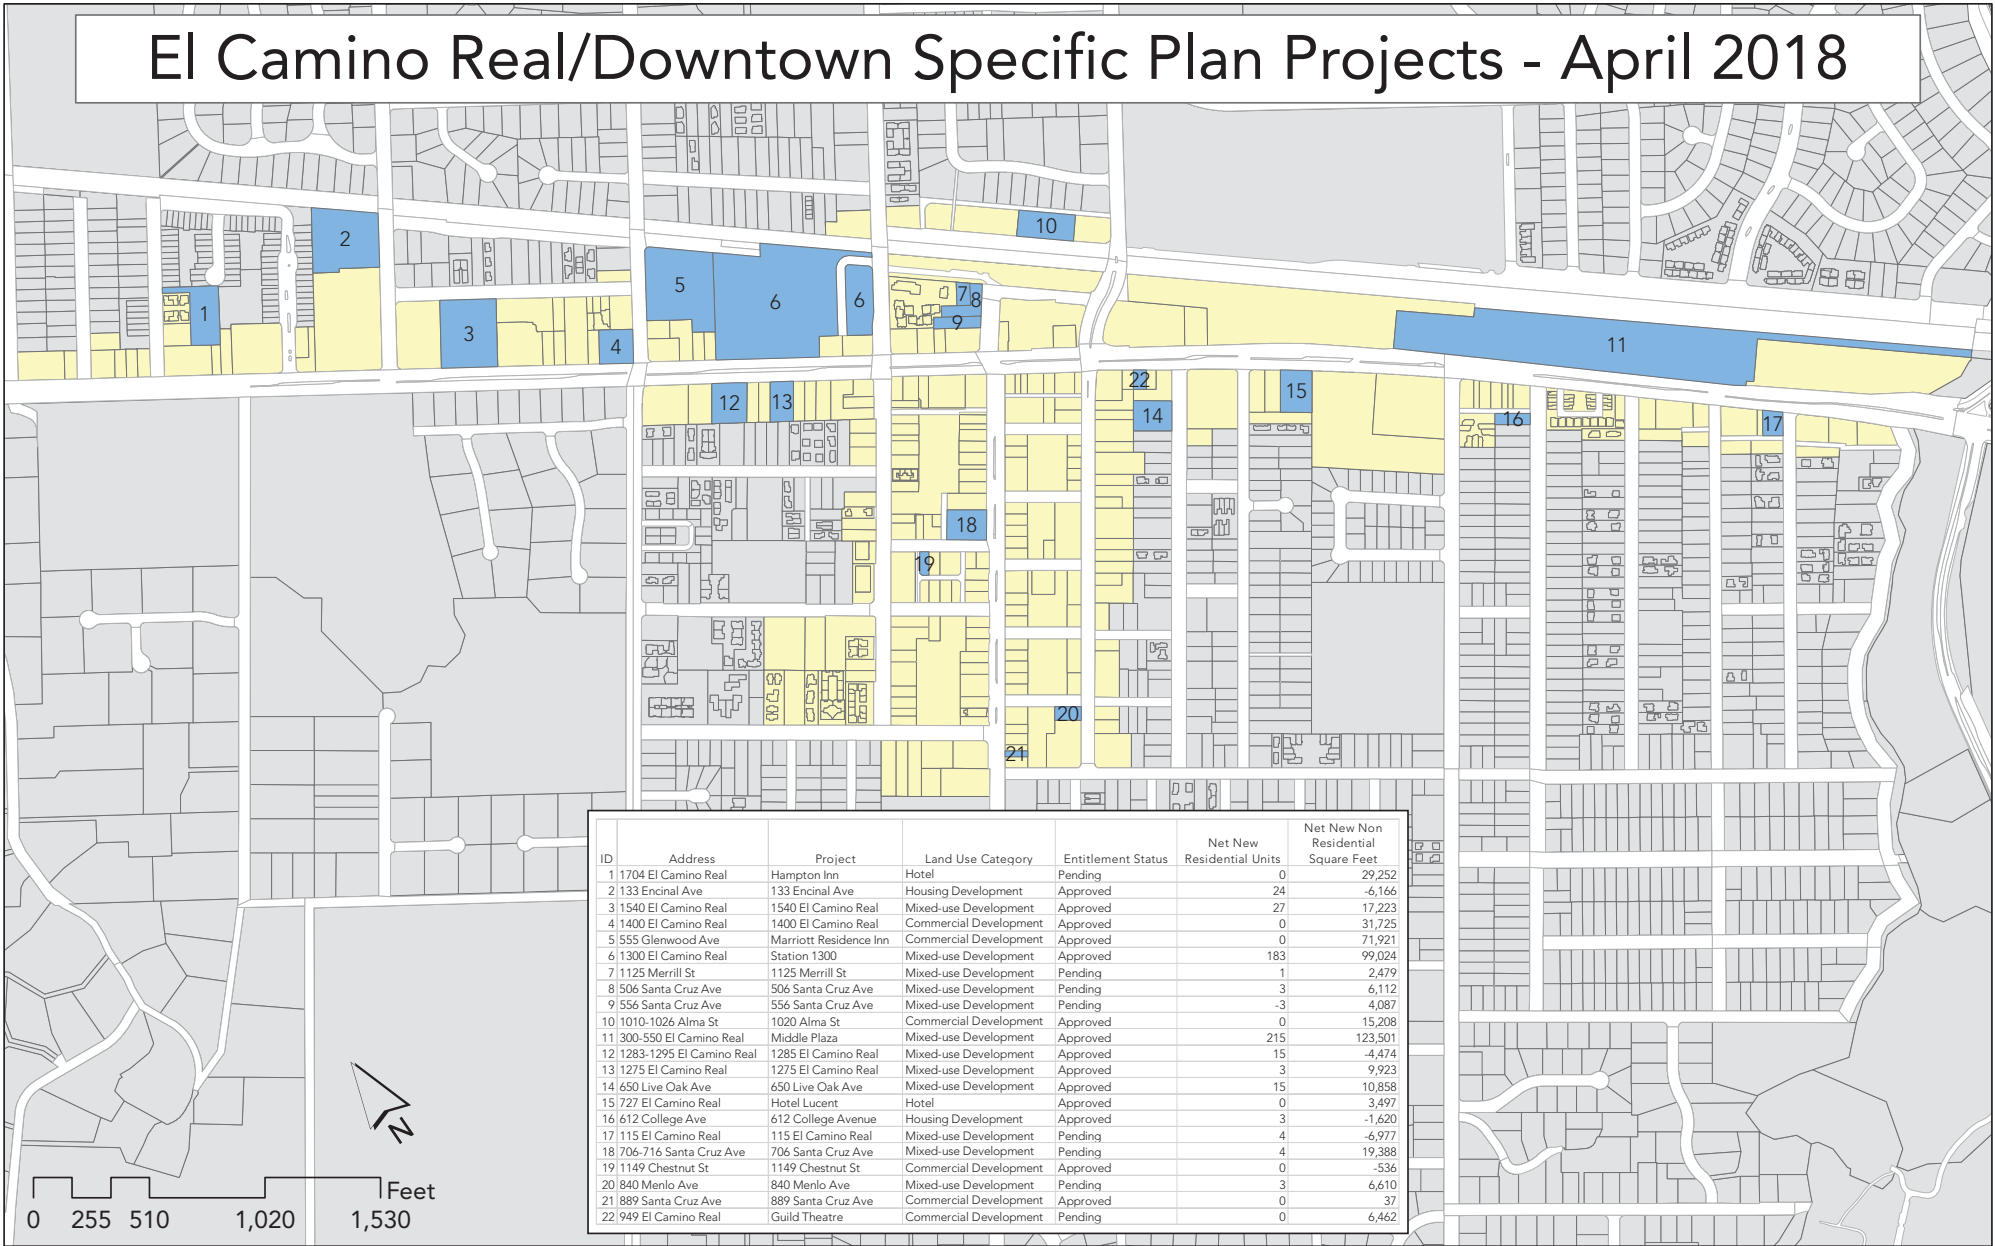 El Camino Real/Downtown Specific Plan Projects - April 2018
10
2
5
6
6
7
8
9
1
3
4
11
22
12
13
14
15
16
17
18
19
20
21
ID Address Project Land Use Category Entitlement Status Net New Residential Units Net New Non Residential Square Feet
1 1704 El Camino Real Hampton Inn Hotel Pending 0 29,252
2 133 Encinal Ave 133 Encinal Ave Housing Development Approved 24 -6,166
3 1540 El Camino Real 1540 El Camino Real Mixed-use Development Approved 27 17,223
4 1400 El Camino Real 1400 El Camino Real Commercial Development Approved 0 31,725
5 555 Glenwood Ave Marriott Residence Inn Commercial Development Approved 0 71,921
6 1300 El Camino Real Station 1300 Mixed-use Development Approved 183 99,024
7 1125 Merrill St 1125 Merrill St Mixed-use Development Pending 1 2,479
8 506 Santa Cruz Ave 506 Santa Cruz Ave Mixed-use Development Pending 3 6,112
9 556 Santa Cruz Ave 556 Santa Cruz Ave Mixed-use Development Pending -3 4,087
10 1010-1026 Alma St 1020 Alma St Commercial Development Approved 0 15,208
11 300-550 El Camino Real Middle Plaza Mixed-use Development Approved 215 123,501
12 1283-1295 El Camino Real 1285 El Camino Real Mixed-use Development Approved 15 -4,474
13 1275 El Camino Real 1275 El Camino Real Mixed-use Development Approved 3 9,923
14 650 Live Oak Ave 650 Live Oak Ave Mixed-use Development Approved 15 10,858
15 727 El Camino Real Hotel Lucent Hotel Approved 0 3,497
16 612 College Ave 612 College Avenue Housing Development Approved 3 -1,620
17 115 El Camino Real 115 El Camino Real Mixed-use Development Pending 4 -6,977
18 706-716 Santa Cruz Ave 706 Santa Cruz Ave Mixed-use Development Pending 4 19,388
19 1149 Chestnut St 1149 Chestnut St Commercial Development Approved 0 -536
20 840 Menlo Ave 840 Menlo Ave Mixed-use Development Pending 3 6,610
21 889 Santa Cruz Ave 889 Santa Cruz Ave Commercial Development Approved 0 37
22 949 El Camino Real Guild Theatre Commercial Development Pending 0 6,462
N
Feet
0 255 510 1,020 1,530